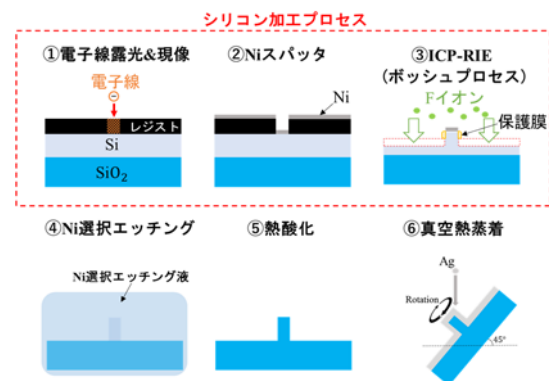 シリコン加工プロセス
①電子線露光&現像
電子線
レジスト
Si
SiO₂
②Niスパッタ
Ni
③ICP-RIE
(ボッシュプロセス)
Fイオン
保護膜
④Ni選択エッチング
Ni選択エッチング液
⑤熱酸化
⑥真空熱蒸着
Ag
Rotation
45°